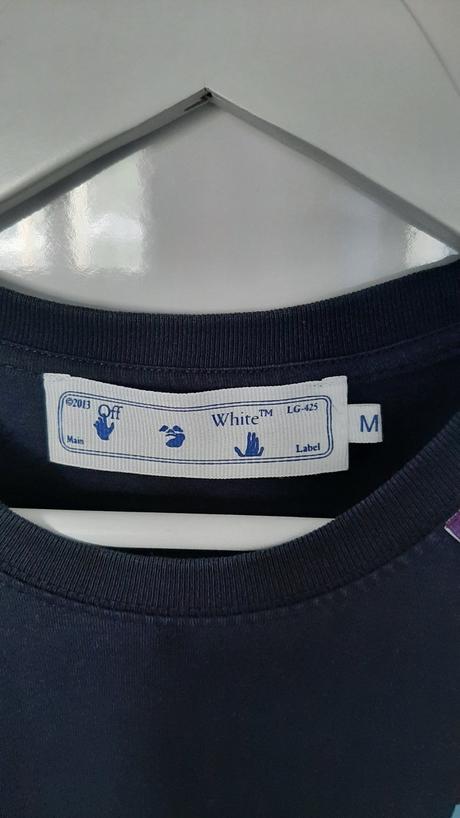 ©2013 Off White™ LG-425
Main Label
M